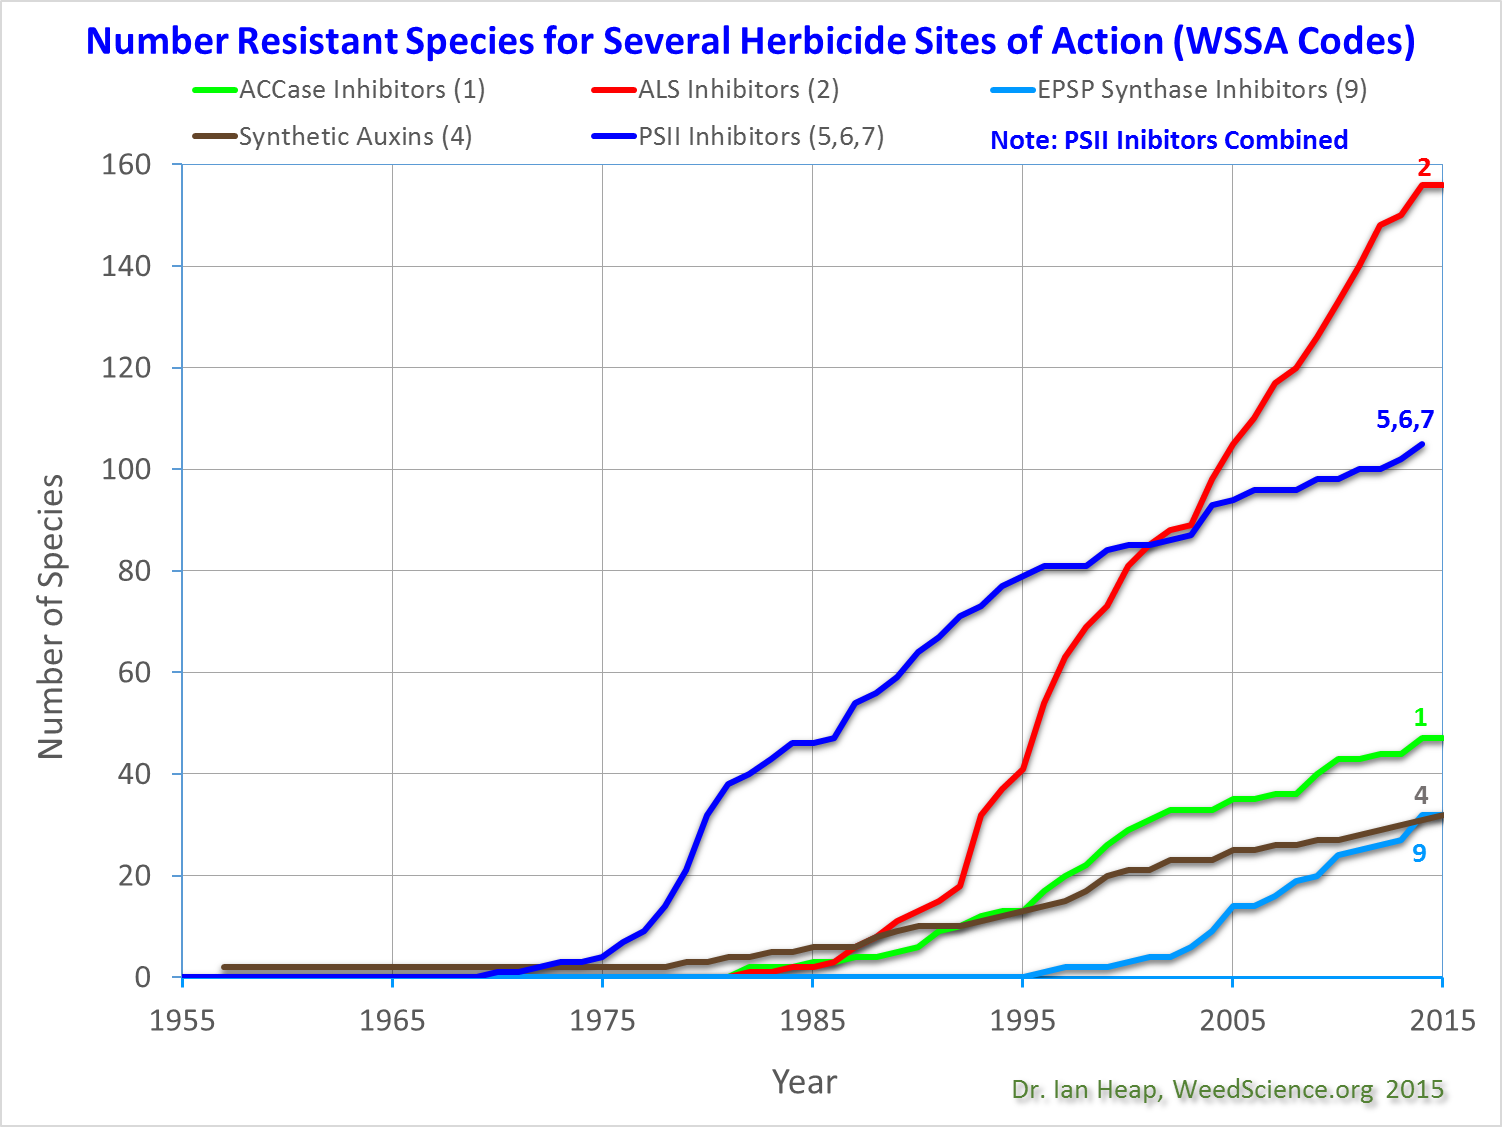 Number Resistant Species for Several Herbicide Sites of Action (WSSA Codes)
ACCase Inhibitors (1)
ALS Inhibitors (2)
EPSP Synthase Inhibitors (9)
Synthetic Auxins (4)
PSII Inhibitors (5,6,7)
Note: PSII Inibitors Combined
160
140
120
100
80
60
40
20
0
Number of Species
2
5,6,7
1
4
9
1955
1965
1975
1985
1995
2005
2015
Year
Dr. Ian Heap, WeedScience.org 2015